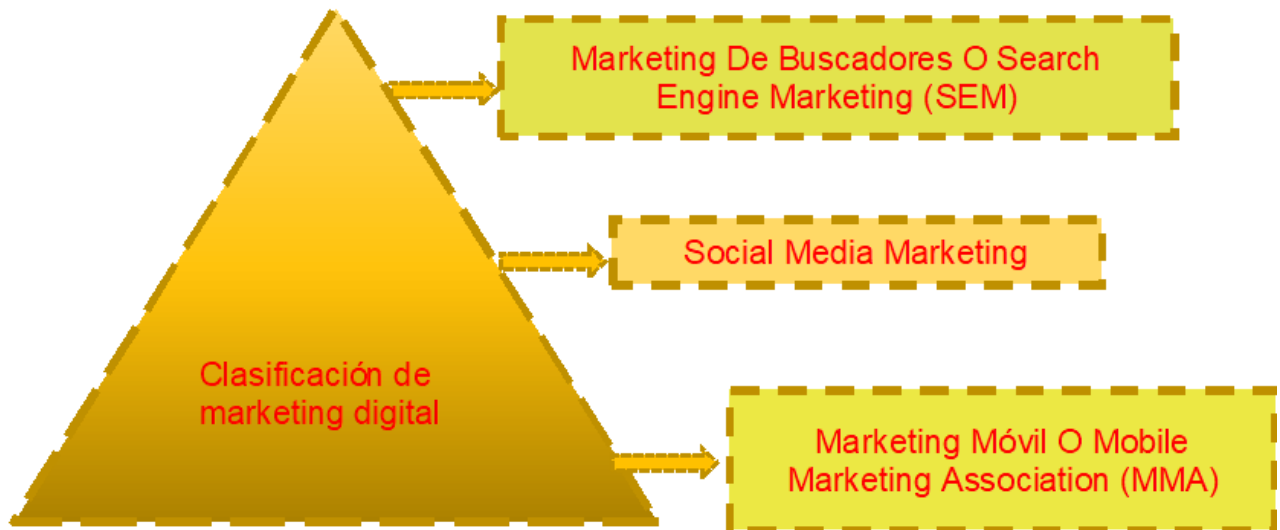 Marketing De Buscadores O Search
Engine Marketing (SEM)
Social Media Marketing
Clasificación de
marketing digital
Marketing Móvil O Mobile
Marketing Association (MMA)